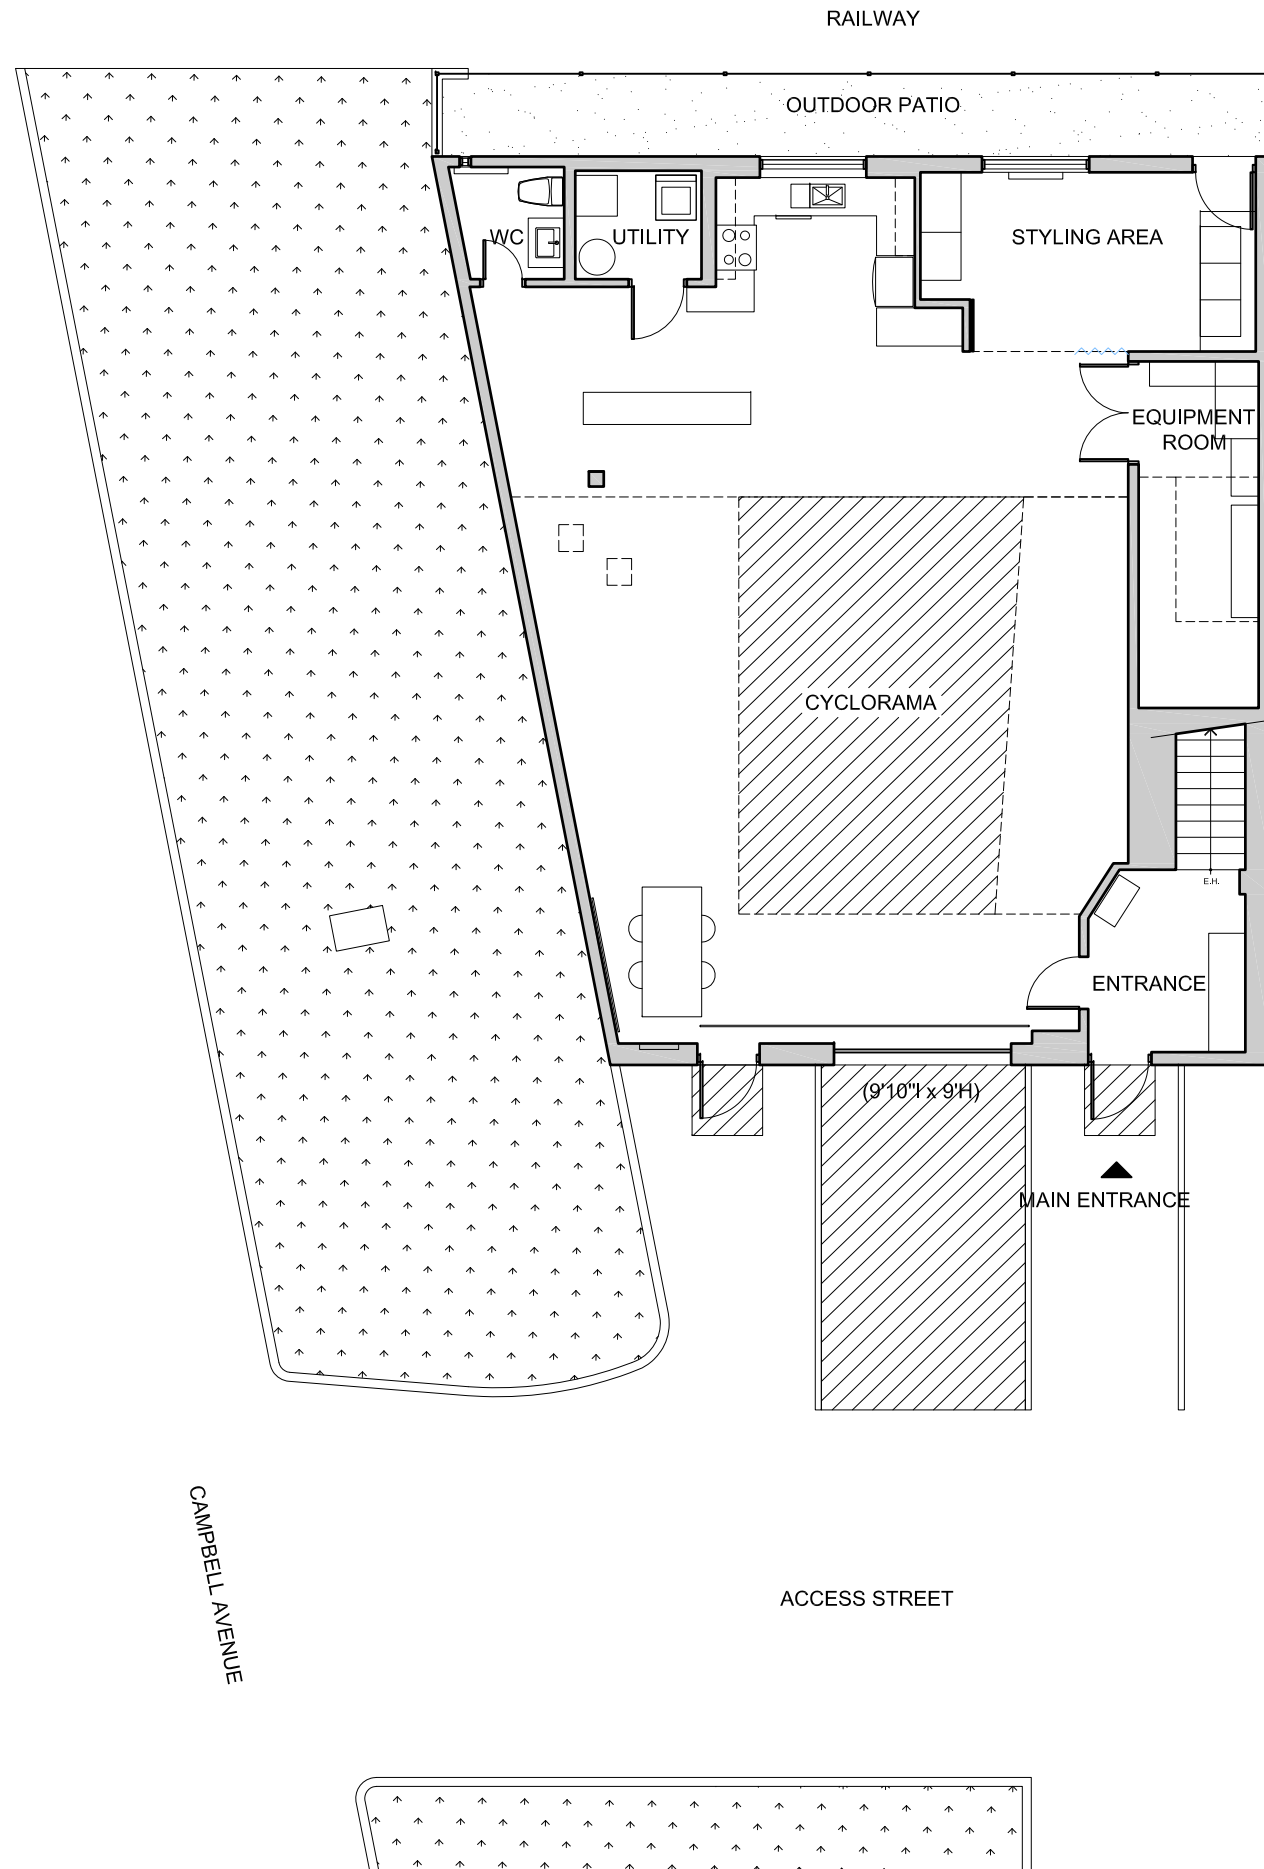 RAILWAY
OUTDOOR PATIO
WC
UTILITY
STYLING AREA
EQUIPMENT
ROOM
CYCLORAMA
E.H.
ENTRANCE
(9'10"l x 9'H)
MAIN ENTRANCE
CAMPBELL AVENUE
ACCESS STREET